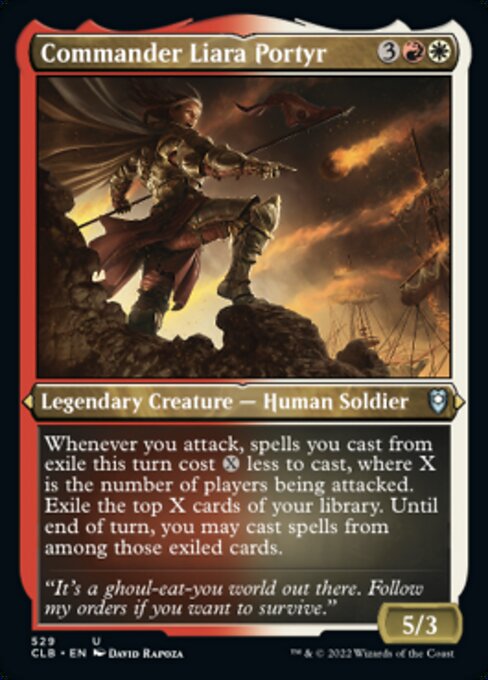 Commander Liara Portyr 3
Legendary Creature — Human Soldier
Whenever you attack, spells you cast from
exile this turn cost X less to cast, where X
is the number of players being attacked.
Exile the top X cards of your library. Until
end of turn, you may cast spells from
among those exiled cards.
"It's a ghoul-eat-you world out there. Follow
my orders if you want to survive."
5/3
529 U
CLB • EN DAVID RAPOZA ™ & © 2022 Wizards of the Coast